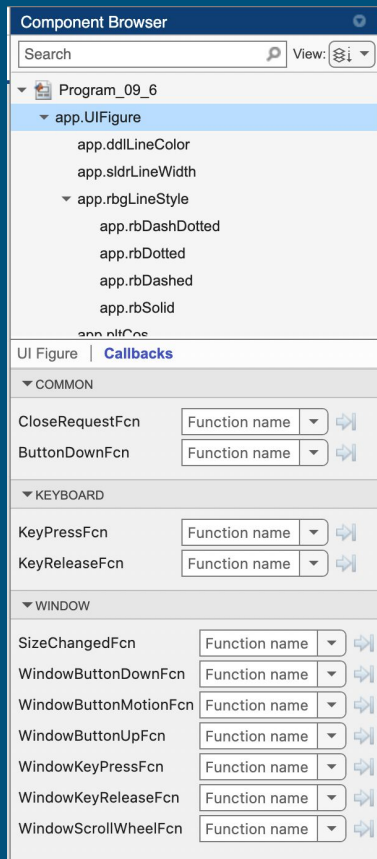 Component Browser
Search View:
Program_09_6
app.UIFigure
app.ddlLineColor
app.sldrLineWidth
app.rbgLineStyle
app.rbDashDotted
app.rbDotted
app.rbDashed
app.rbSolid
app.pltCos
UI Figure | Callbacks
COMMON
CloseRequestFcn Function name
ButtonDownFcn Function name
KEYBOARD
KeyPressFcn Function name
KeyReleaseFcn Function name
WINDOW
SizeChangedFcn Function name
WindowButtonDownFcn Function name
WindowButtonMotionFcn Function name
WindowButtonUpFcn Function name
WindowKeyPressFcn Function name
WindowKeyReleaseFcn Function name
WindowScrollWheelFcn Function name